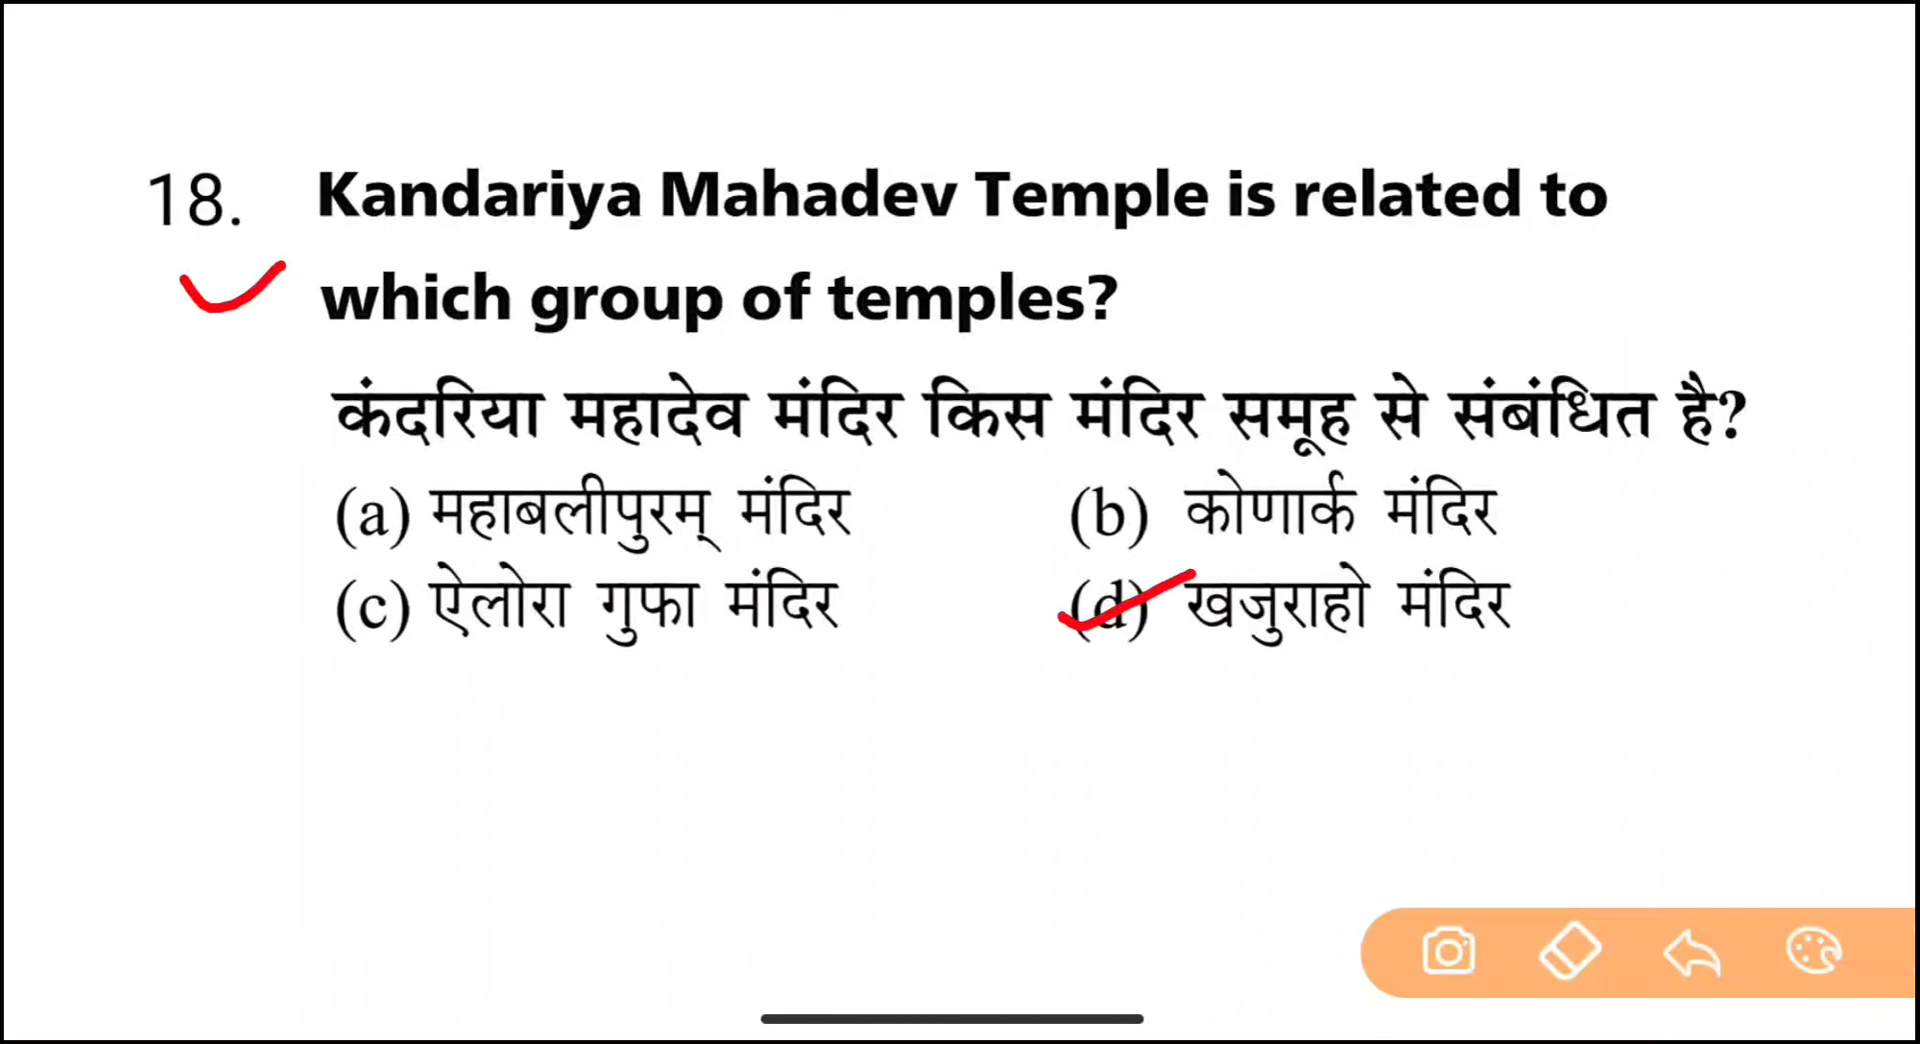 18. Kandariya Mahadev Temple is related to
which group of temples?
कंदरिया महादेव मंदिर किस मंदिर समूह से संबंधित है?
(a) महाबलीपुरम् मंदिर (b) कोणार्क मंदिर
(c) ऐलोरा गुफा मंदिर (d) खजुराहो मंदिर